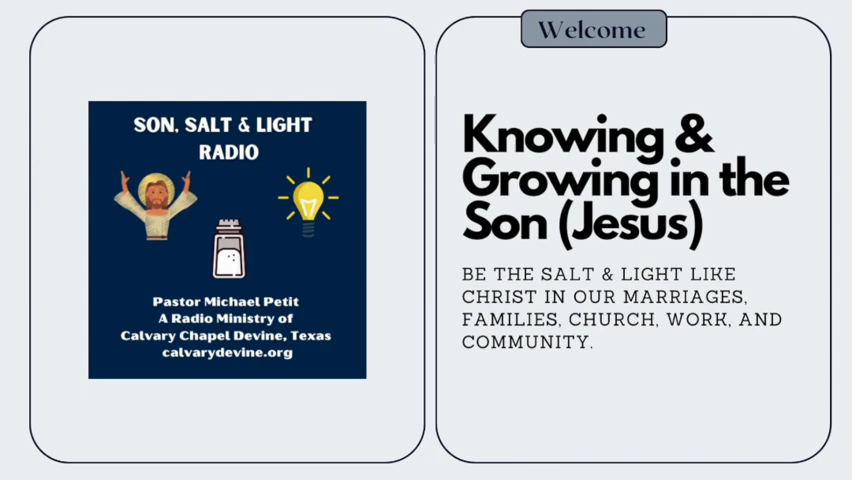 SON, SALT & LIGHT
RADIO
Pastor Michael Petit
A Radio Ministry of
Calvary Chapel Devine, Texas
calvarydevine.org
Welcome
Knowing &
Growing in the
Son (Jesus)
BE THE SALT & LIGHT LIKE
CHRIST IN OUR MARRIAGES,
FAMILIES, CHURCH, WORK, AND
COMMUNITY.